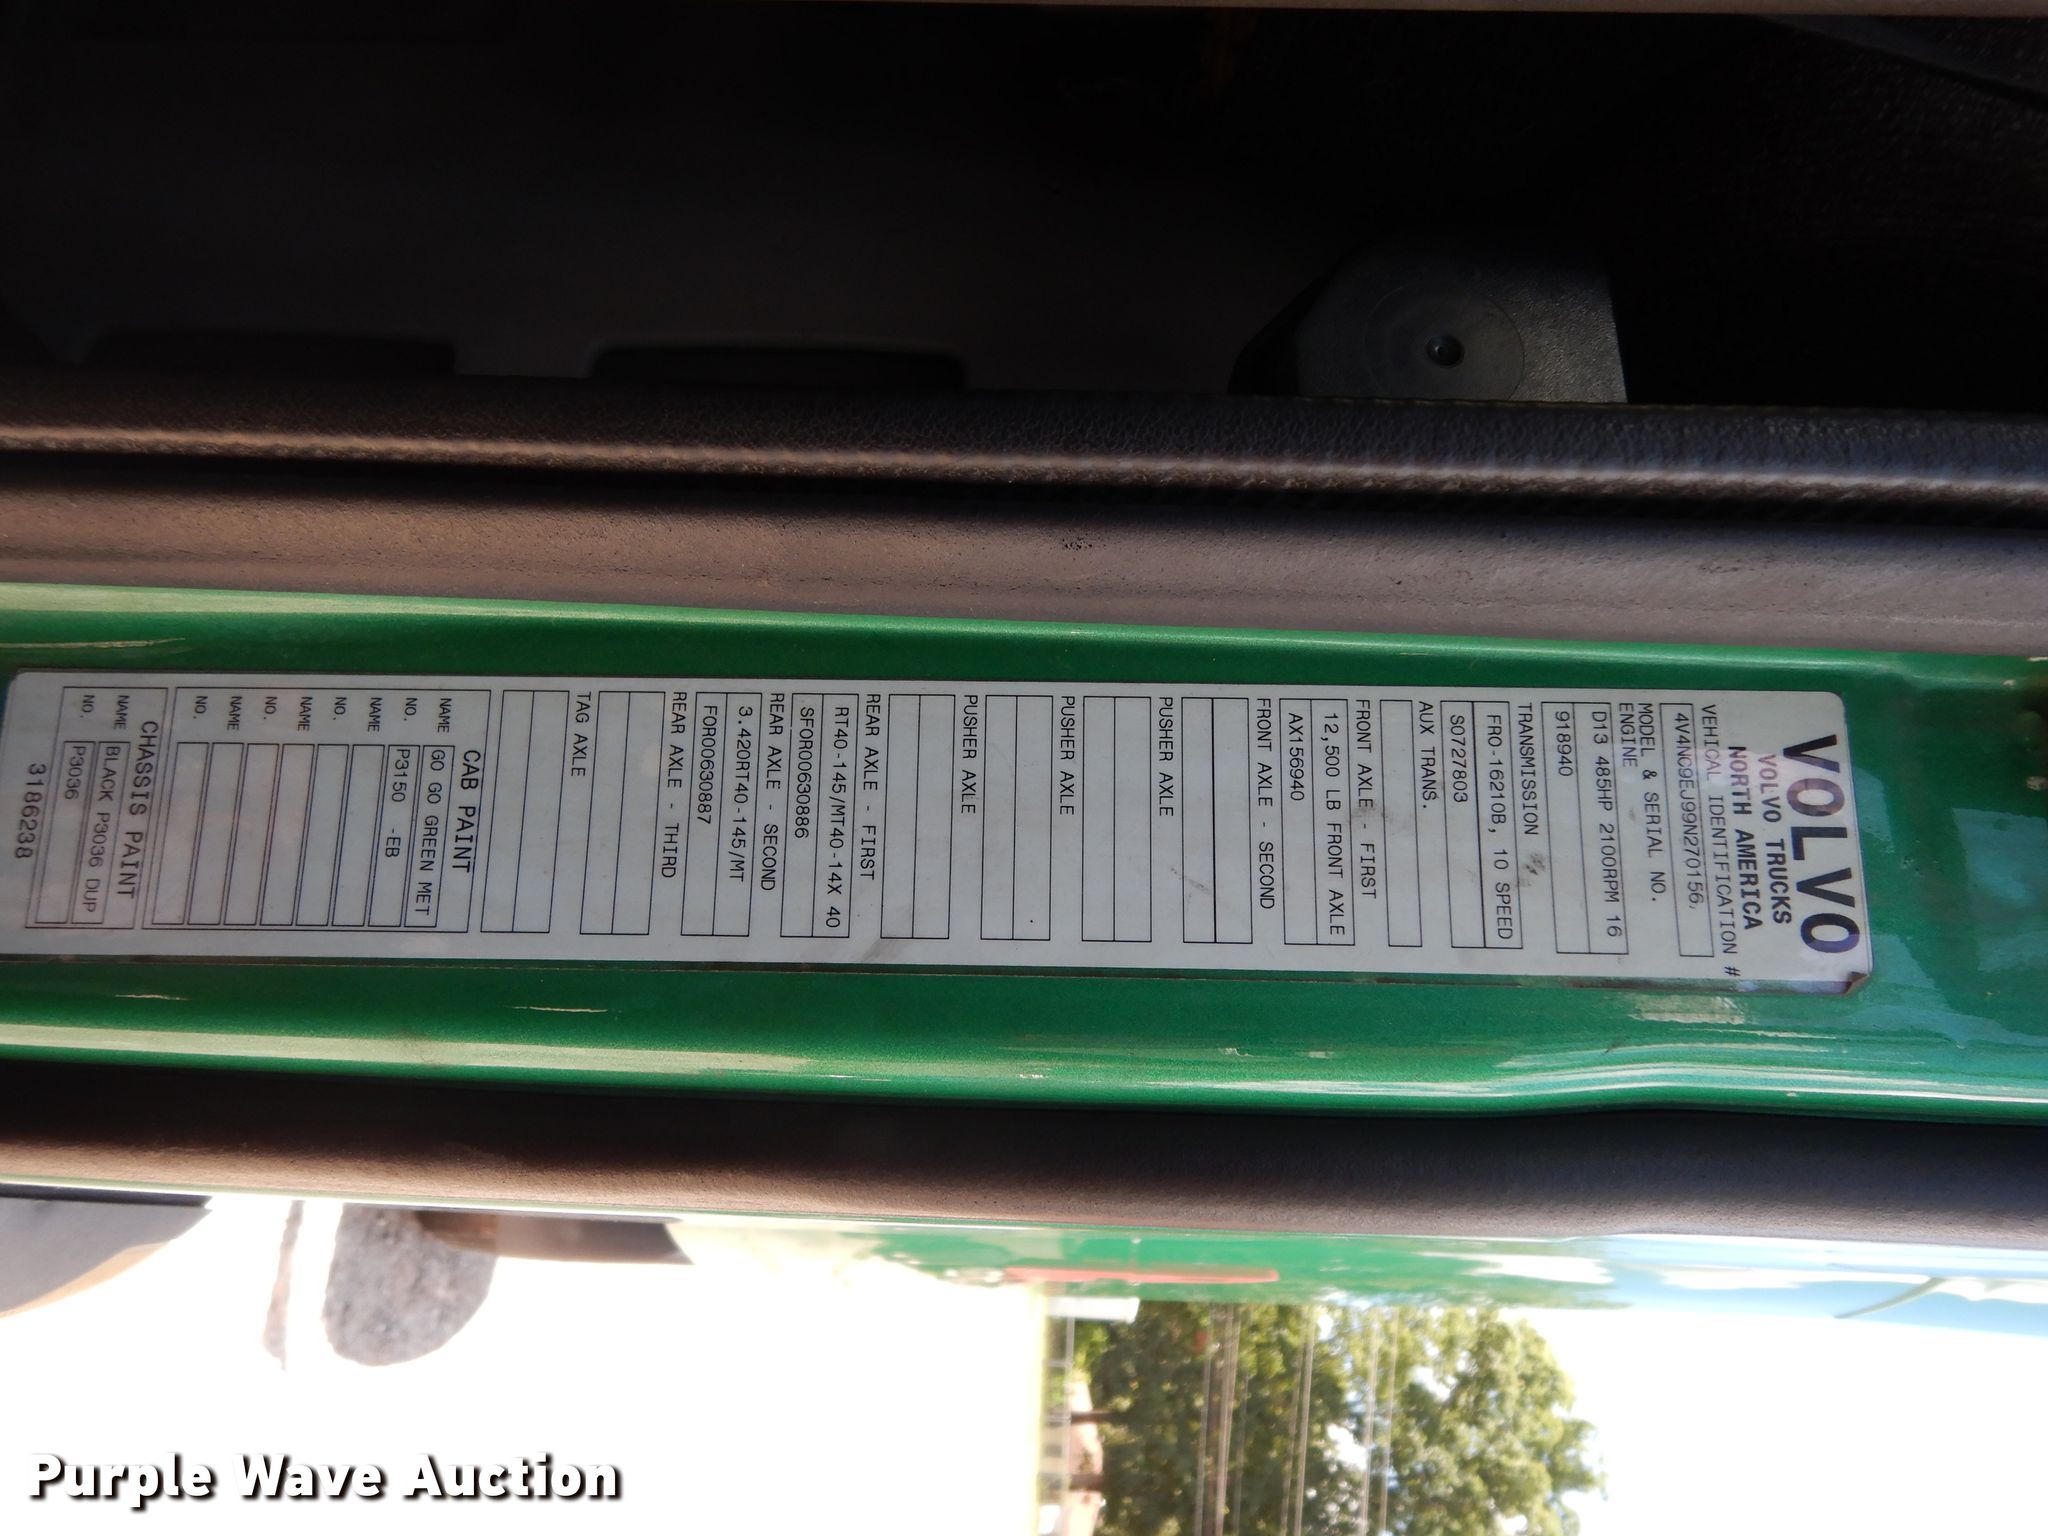 VOLVO
VOLVO TRUCKS
NORTH AMERICA
VEHICAL IDENTIFICATION #
4V4NC9EJ99N270156,
MODEL & SERIAL NO.
ENGINE
D13 485HP 2100RPM 16
918940
TRANSMISSION
FRO-16210B, 10 SPEED
S0727803
AUX TRANS.
FRONT AXLE - FIRST
12,500 LB FRONT AXLE
AX156940
FRONT AXLE - SECOND
PUSHER AXLE
PUSHER AXLE
PUSHER AXLE
REAR AXLE - FIRST
RT40-145/MT40-14X 40
SFOR00630886
REAR AXLE - SECOND
3.42ORT40-145/MT
FOR00630887
REAR AXLE - THIRD
TAG AXLE
CAB PAINT
NAME GO GO GREEN MET
NO. P3150 -EB
NAME
NO.
NAME
NO.
NAME
NO.
CHASSIS PAINT
NAME BLACK P3036 DUP
NO. P3036
3186238
Purple Wave Auction